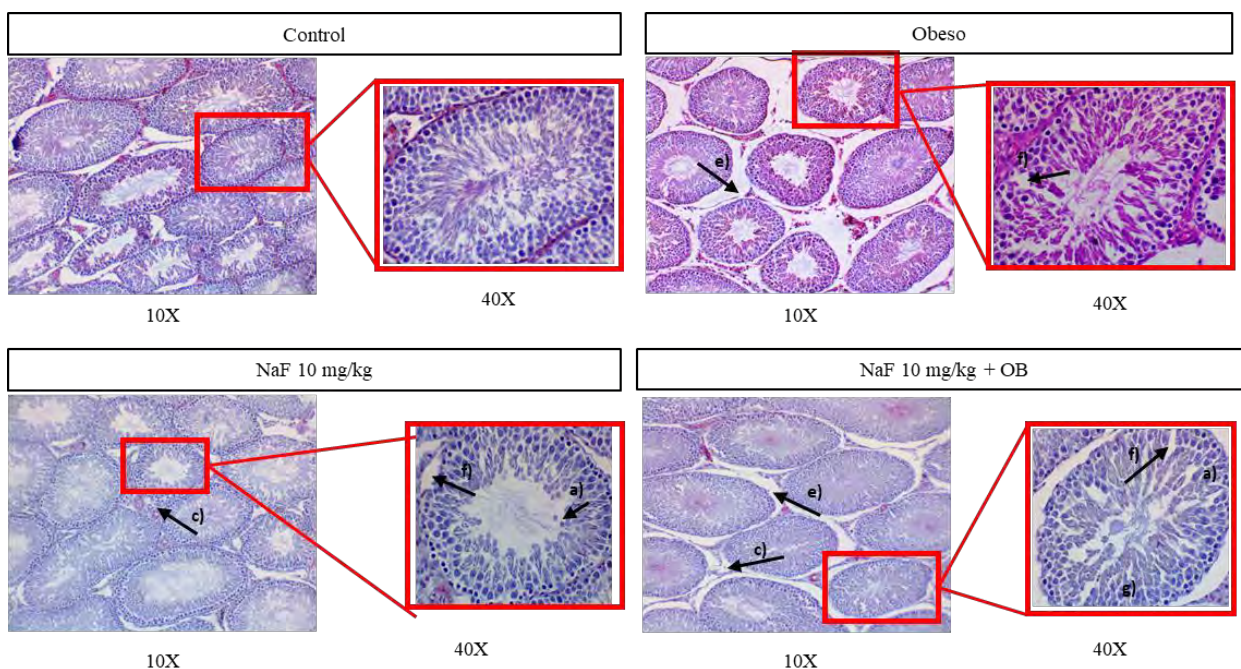 Control
Obeso
e)
f)
10X
40X
10X
40X
NaF 10 mg/kg
NaF 10 mg/kg + OB
f)
a)
c)
f)
a)
e)
c)
g)
10X
40X
10X
40X